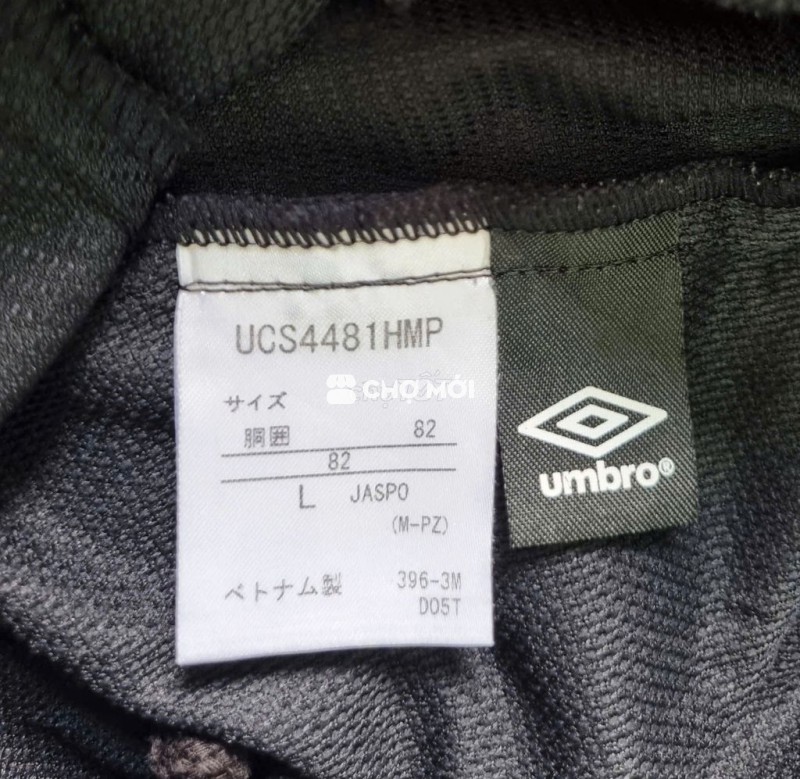 UCS4481HMP
サイズ
CHỢ MỚI
胴囲 82
82
L JASPO
(M-PZ)
ベトナム製 396-3M
D05T
umbro®